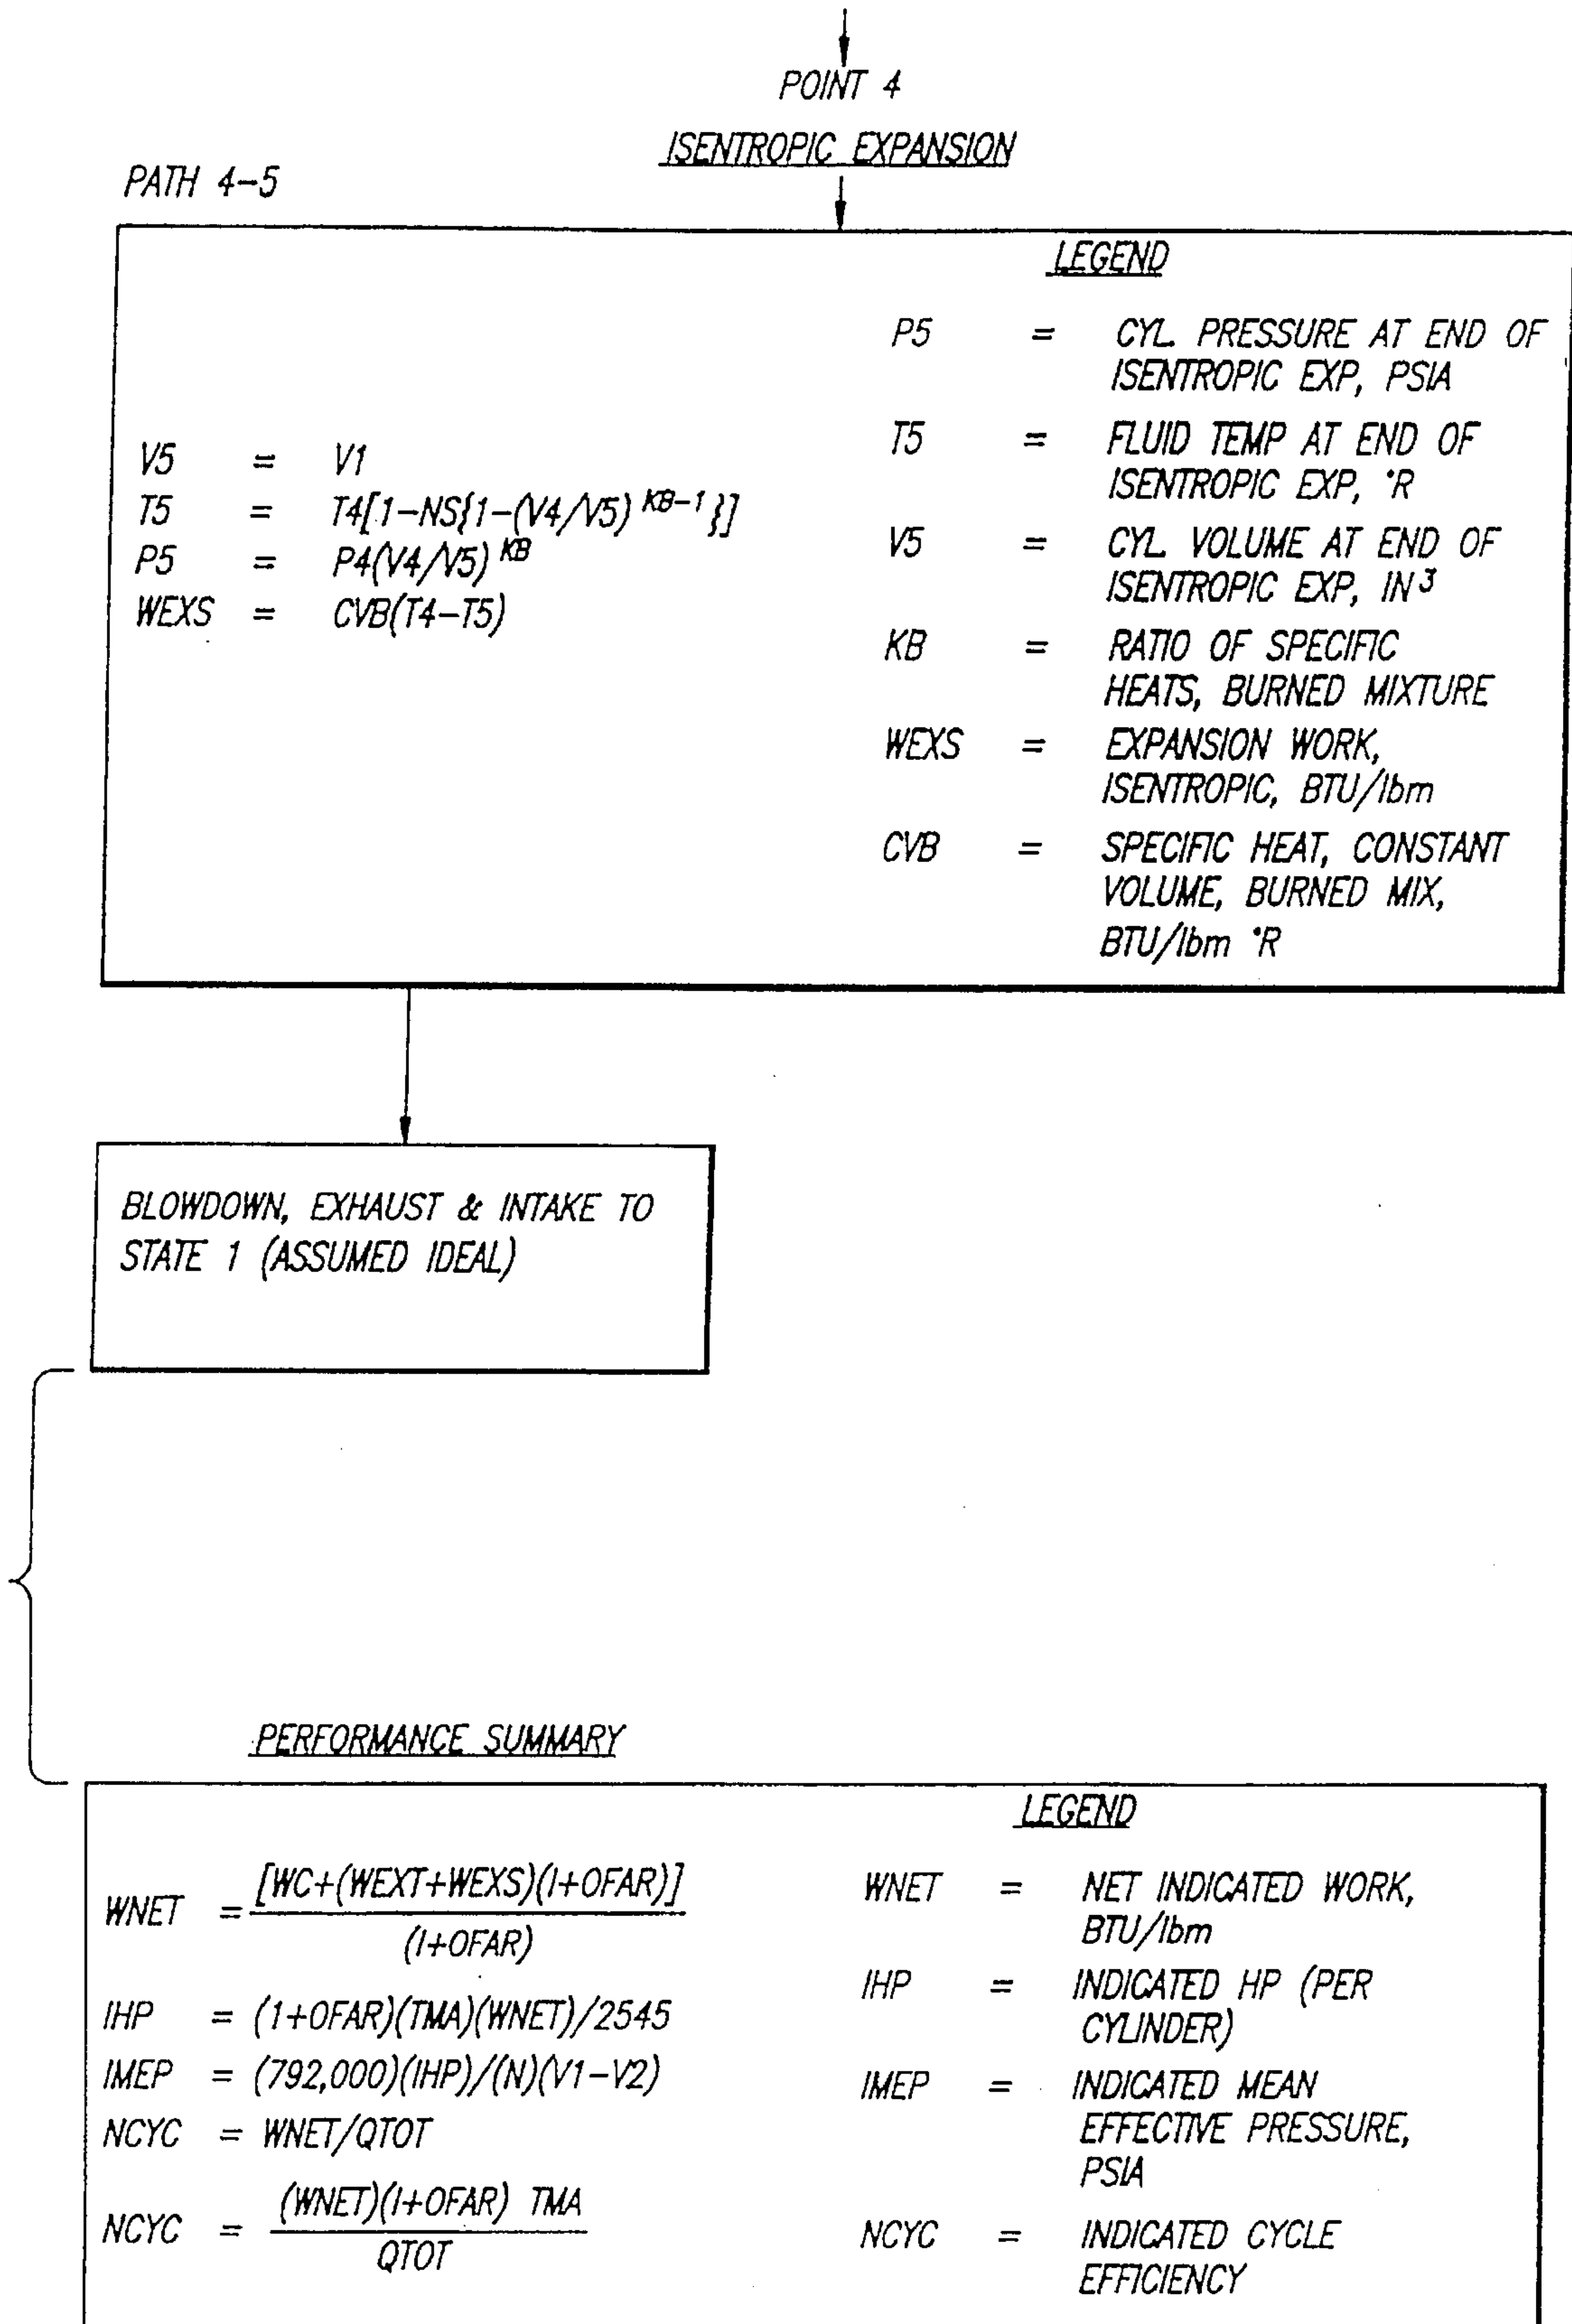 POINT 4
ISENTROPIC EXPANSION
PATH 4-5
V5 = V1
T5 = T4[1-NS{1-(V4/V5)^KB-1}]
P5 = P4(V4/V5)^KB
WEXS = CVB(T4-T5)
LEGEND
P5 = CYL. PRESSURE AT END OF
ISENTROPIC EXP, PSIA
T5 = FLUID TEMP AT END OF
ISENTROPIC EXP, °R
V5 = CYL. VOLUME AT END OF
ISENTROPIC EXP, IN³
KB = RATIO OF SPECIFIC
HEATS, BURNED MIXTURE
WEXS = EXPANSION WORK,
ISENTROPIC, BTU/lbm
CVB = SPECIFIC HEAT, CONSTANT
VOLUME, BURNED MIX,
BTU/lbm °R
BLOWDOWN, EXHAUST & INTAKE TO
STATE 1 (ASSUMED IDEAL)
PERFORMANCE SUMMARY
WNET = [WC+(WEXT+WEXS)(I+OFAR)]
(I+OFAR)
IHP = (1+OFAR)(TMA)(WNET)/2545
IMEP = (792,000)(IHP)/(N)(V1-V2)
NCYC = WNET/QTOT
NCYC = (WNET)(I+OFAR) TMA
QTOT
LEGEND
WNET = NET INDICATED WORK,
BTU/lbm
IHP = INDICATED HP (PER
CYLINDER)
IMEP = INDICATED MEAN
EFFECTIVE PRESSURE,
PSIA
NCYC = INDICATED CYCLE
EFFICIENCY